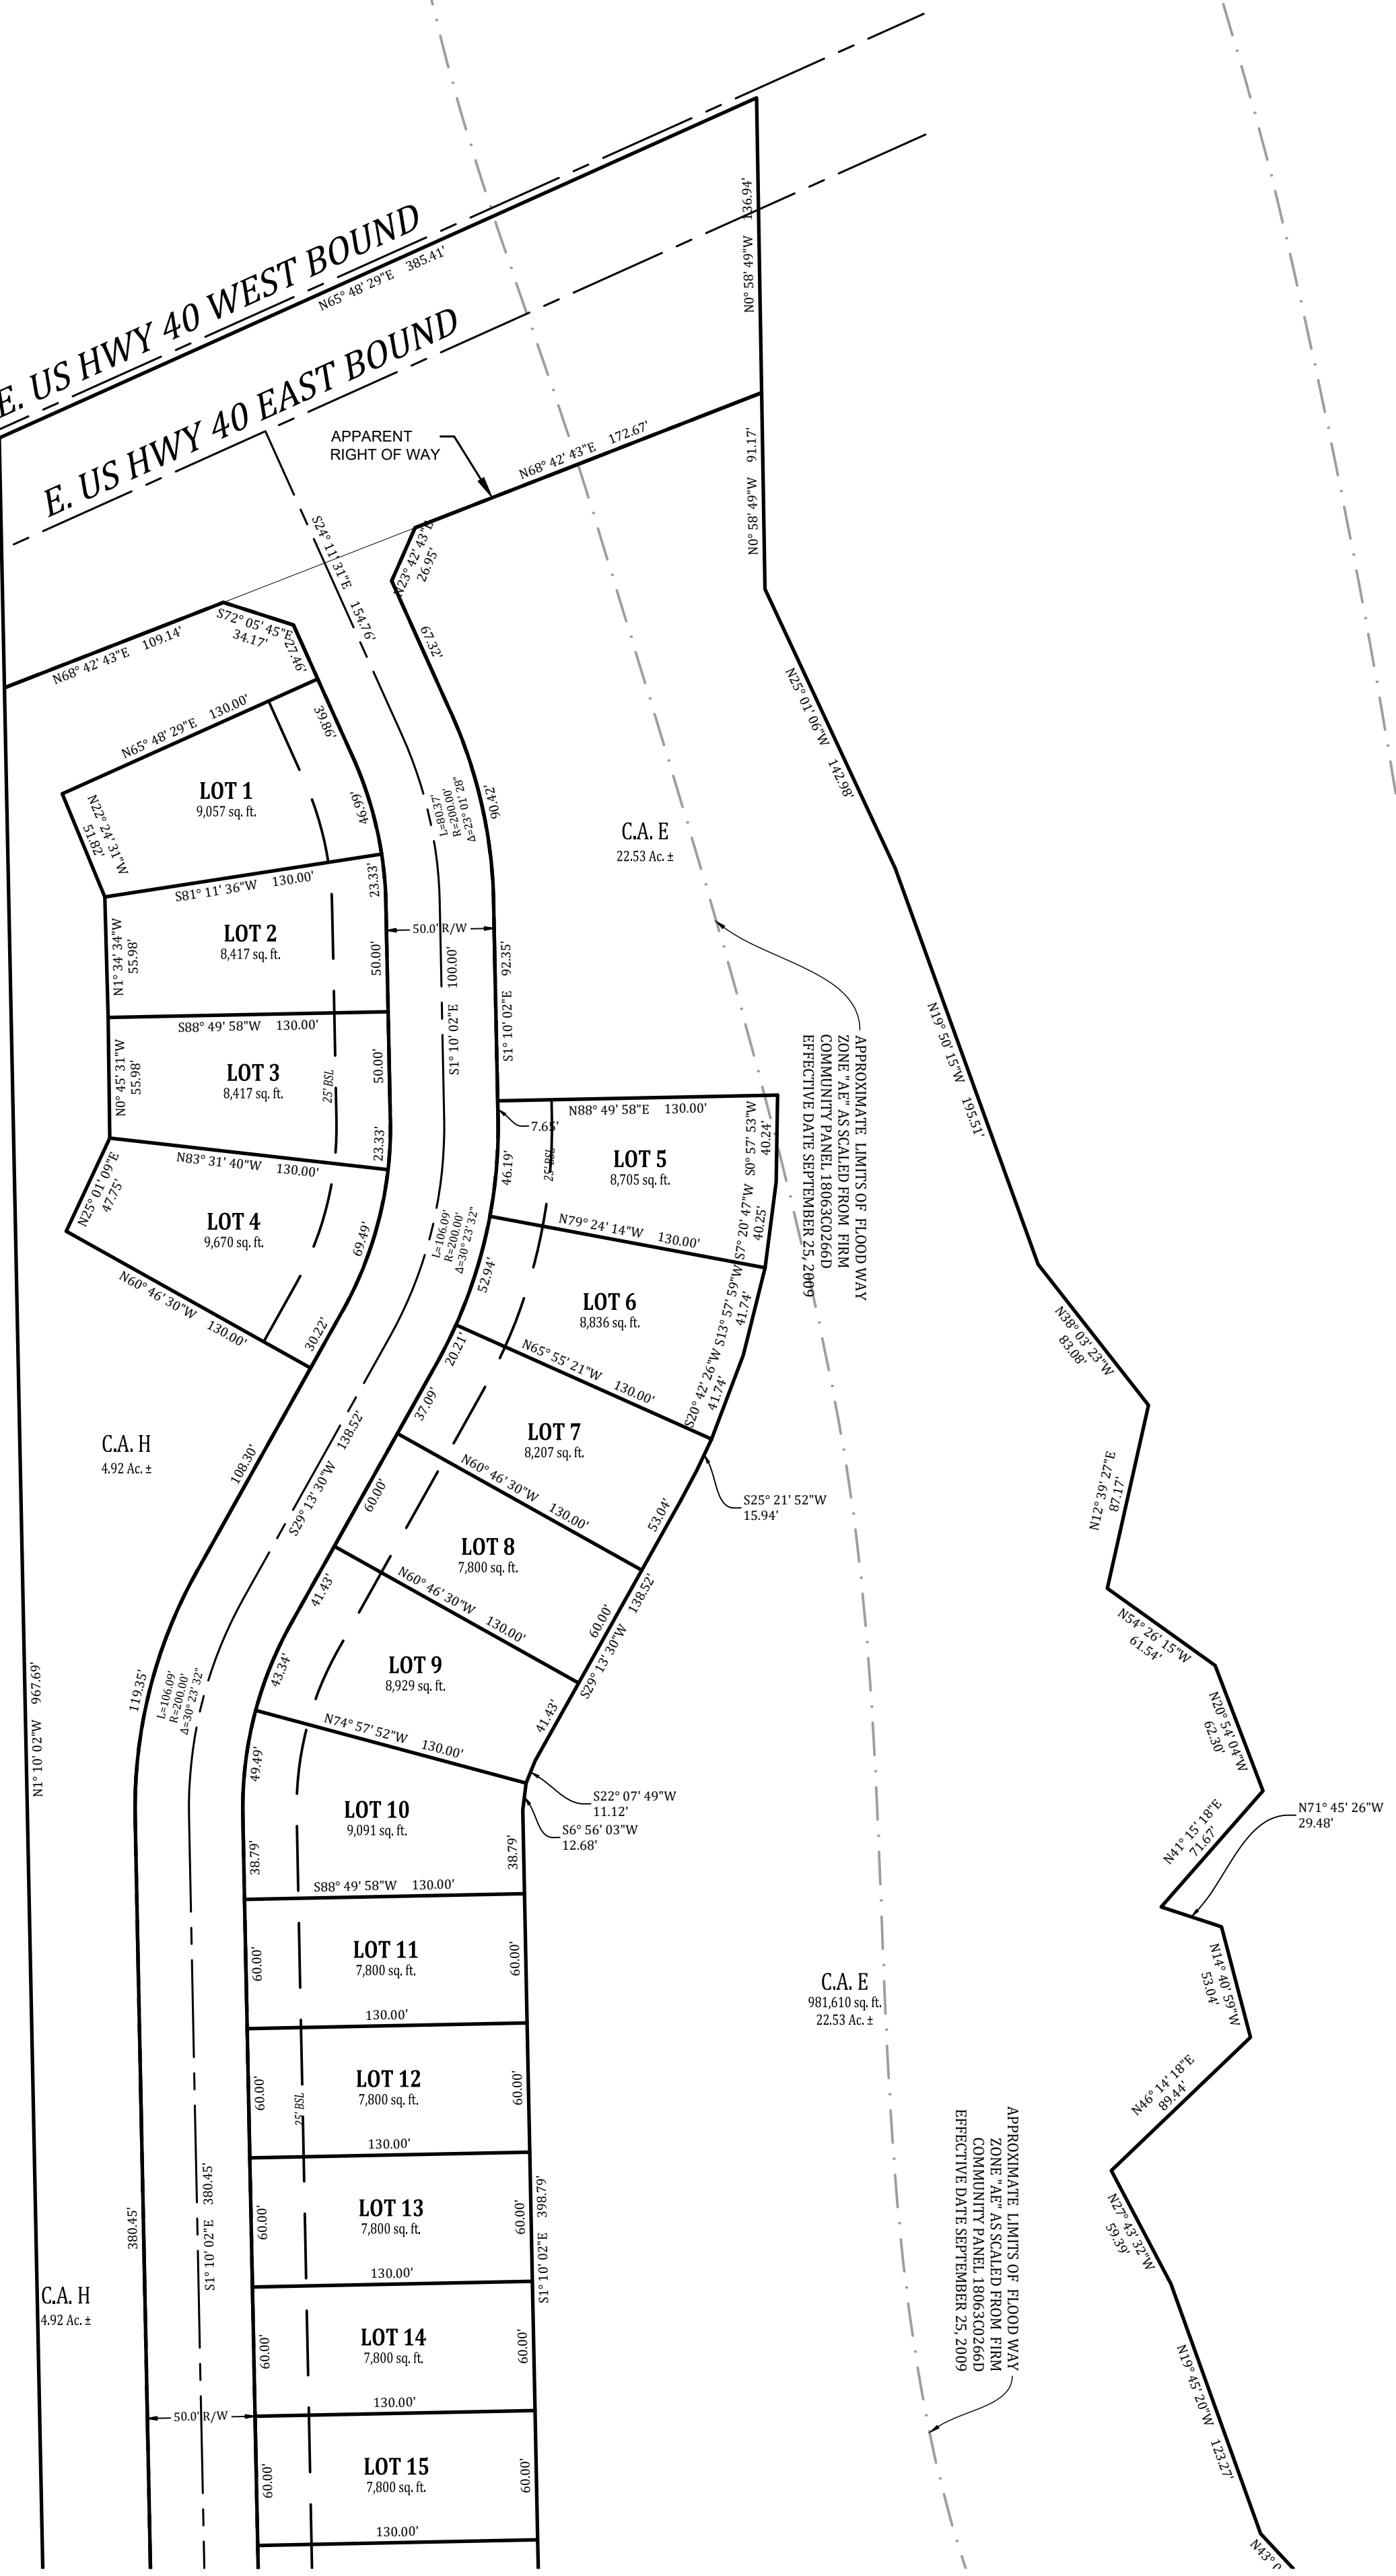 E. US HWY 40 WEST BOUND
N65° 48' 29"E 385.41'
E. US HWY 40 EAST BOUND
N0° 58' 49"W 136.94'
APPARENT
RIGHT OF WAY
N68° 42' 43"E 172.67'
N0° 58' 49"W 91.17'
S24° 11' 31"E 154.76'
N23° 42' 43"E
26.95'
67.32'
N68° 42' 43"E 109.14'
S72° 05' 45"E
34.17'
27.46'
N65° 48' 29"E 130.00'
39.86'
N25° 01' 06"W 142.98'
LOT 1
9,057 sq. ft.
N22° 24' 31"W
51.82'
46.99'
L=80.37'
R=200.00'
Δ=23° 01' 28"
90.42'
C.A. E
22.53 Ac. ±
S81° 11' 36"W 130.00'
23.33'
LOT 2
8,417 sq. ft.
N1° 34' 34"W
55.98'
50.00'
50.0' R/W
S1° 10' 02"E 100.00'
S1° 10' 02"E 92.35'
S88° 49' 58"W 130.00'
LOT 3
8,417 sq. ft.
N0° 45' 31"W
55.98'
25' BSL
50.00'
23.33'
N19° 50' 15"W 195.51'
APPROXIMATE LIMITS OF FLOOD WAY
ZONE "AE" AS SCALED FROM FIRM
COMMUNITY PANEL 18063C0266D
EFFECTIVE DATE SEPTEMBER 25, 2009
N88° 49' 58"E 130.00'
7.65'
S0° 57' 53"W
40.24'
LOT 5
8,705 sq. ft.
25' BSL
46.19'
N83° 31' 40"W 130.00'
N25° 01' 09"E
47.75'
LOT 4
9,670 sq. ft.
69.49'
L=106.09'
R=200.00'
Δ=30° 23' 32"
N79° 24' 14"W 130.00'
S7° 20' 47"W
40.25'
52.94'
N60° 46' 30"W 130.00'
30.22'
LOT 6
8,836 sq. ft.
S13° 57' 59"W
41.74'
20.21'
N65° 55' 21"W 130.00'
S20° 42' 26"W
41.74'
N38° 03' 23"W
83.08'
37.09'
LOT 7
8,207 sq. ft.
C.A. H
4.92 Ac. ±
108.30'
S29° 13' 30"W 138.52'
N60° 46' 30"W 130.00'
60.00'
53.04'
S25° 21' 52"W
15.94'
N12° 39' 27"E
87.17'
LOT 8
7,800 sq. ft.
N60° 46' 30"W 130.00'
60.00'
S29° 13' 30"W 138.52'
41.43'
N54° 26' 15"W
61.54'
LOT 9
8,929 sq. ft.
43.34'
41.43'
119.35'
L=106.09'
R=200.00'
Δ=30° 23' 32"
N1° 10' 02"W 967.69'
N74° 57' 52"W 130.00'
N20° 54' 04"W
62.30'
49.49'
S22° 07' 49"W
11.12'
S6° 56' 03"W
12.68'
LOT 10
9,091 sq. ft.
38.79'
38.79'
N41° 15' 18"E
71.67'
N71° 45' 26"W
29.48'
S88° 49' 58"W 130.00'
LOT 11
7,800 sq. ft.
60.00'
60.00'
C.A. E
981,610 sq. ft.
22.53 Ac. ±
N14° 40' 59"W
53.04'
130.00'
LOT 12
7,800 sq. ft.
60.00'
60.00'
25' BSL
N46° 14' 18"E
89.44'
130.00'
APPROXIMATE LIMITS OF FLOOD WAY
ZONE "AE" AS SCALED FROM FIRM
COMMUNITY PANEL 18063C0266D
EFFECTIVE DATE SEPTEMBER 25, 2009
LOT 13
7,800 sq. ft.
60.00'
60.00'
380.45'
S1° 10' 02"E 380.45'
S1° 10' 02"E 398.79'
N27° 43' 32"W
59.39'
130.00'
C.A. H
4.92 Ac. ±
LOT 14
7,800 sq. ft.
60.00'
60.00'
N19° 45' 20"W 123.27'
130.00'
50.0' R/W
LOT 15
7,800 sq. ft.
60.00'
60.00'
130.00'
N43° 0